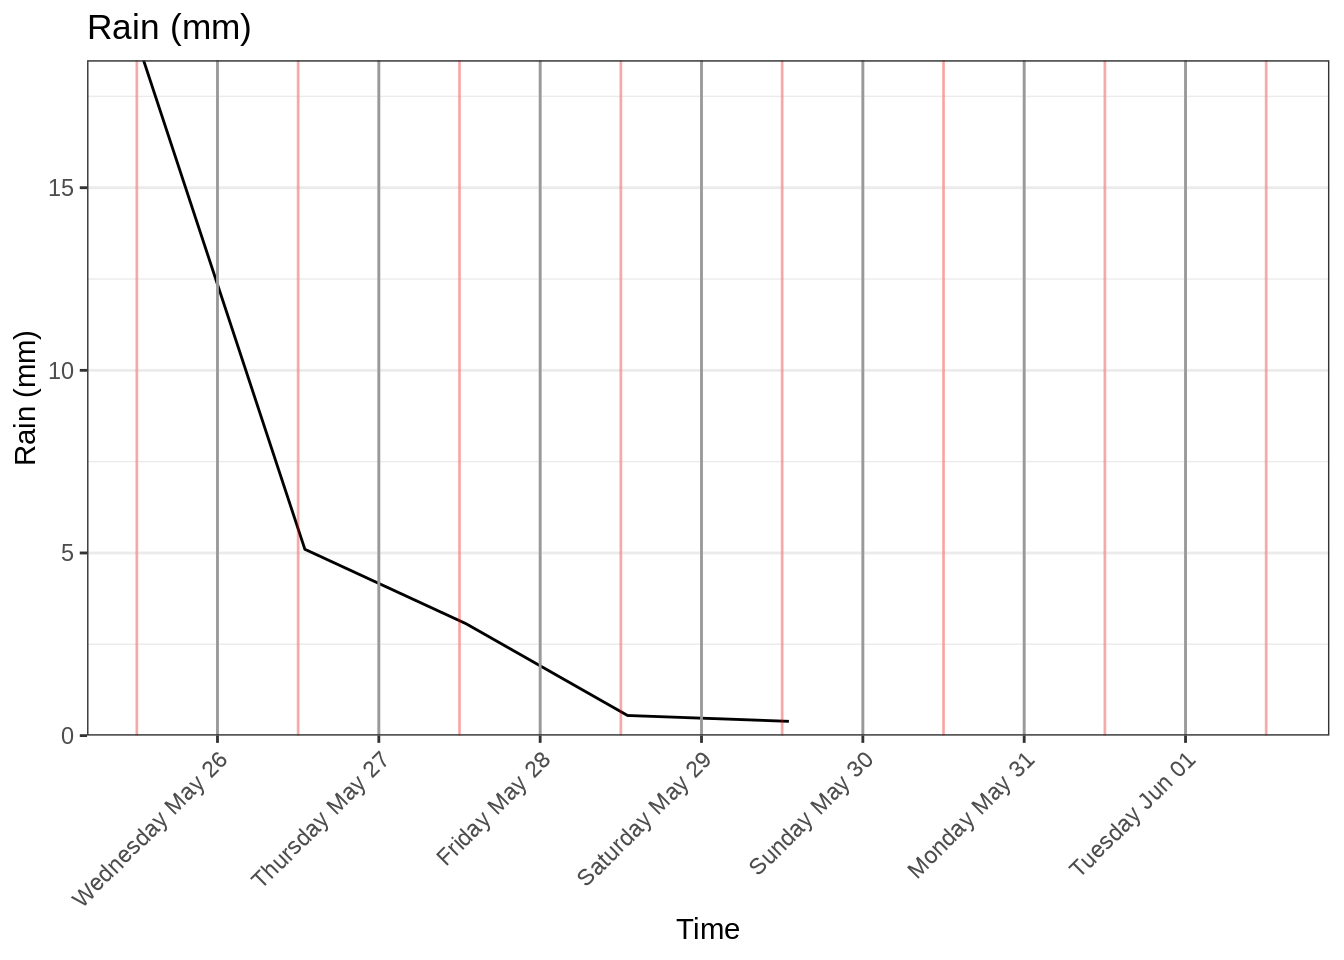 Rain (mm)
Rain (mm)
15
10
5
0
Wednesday May 26
Thursday May 27
Friday May 28
Saturday May 29
Sunday May 30
Monday May 31
Tuesday Jun 01
Time